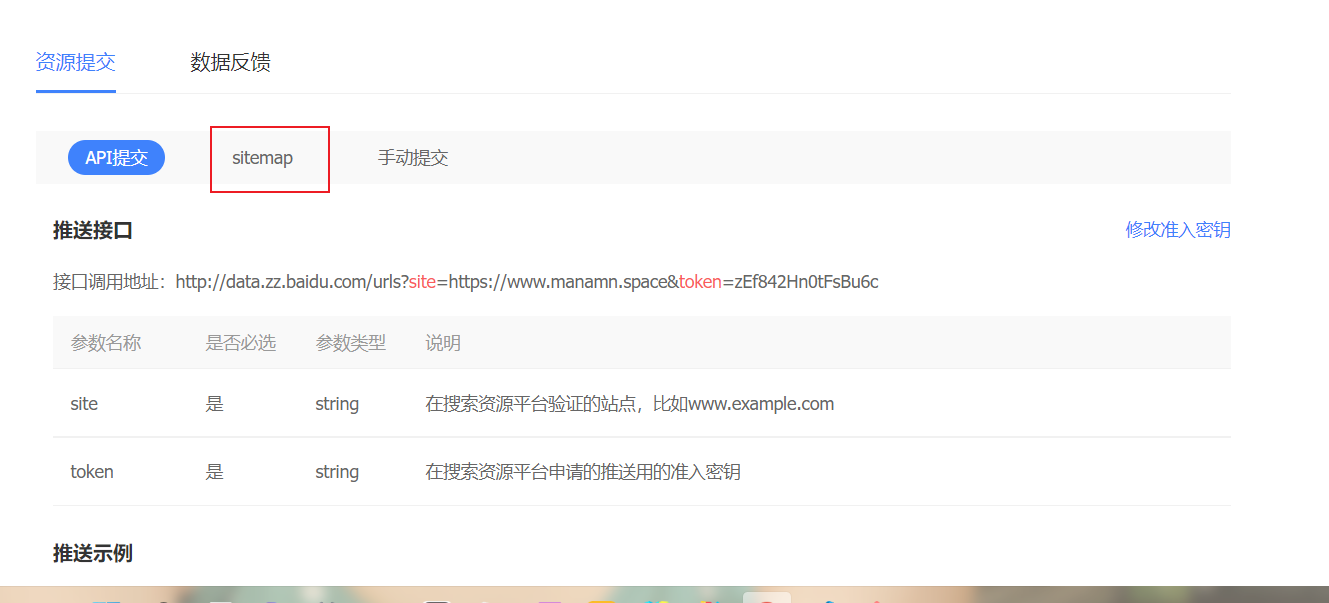 资源提交 数据反馈
API提交 sitemap 手动提交
推送接口 修改准入密钥
接口调用地址：http://data.zz.baidu.com/urls?site=https://www.manamn.space&token=zEf842Hn0tFsBu6c
参数名称 是否必选 参数类型 说明
site 是 string 在搜索资源平台验证的站点，比如www.example.com
token 是 string 在搜索资源平台申请的推送用的准入密钥
推送示例